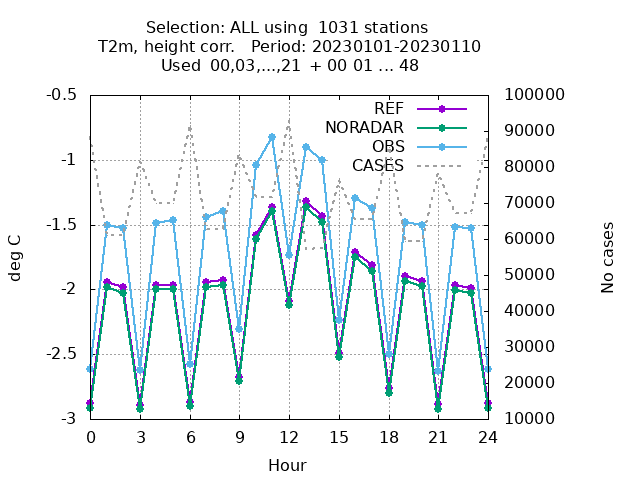 Selection: ALL using  1031 stations
T2m, height corr.   Period: 20230101-20230110
Used  00,03,...,21  + 00 01 ... 48
REF
NORADAR
OBS
CASES
deg C
-0.5
-1
-1.5
-2
-2.5
-3
100000
90000
80000
70000
60000
50000
40000
30000
20000
10000
No cases
0 3 6 9 12 15 18 21 24
Hour